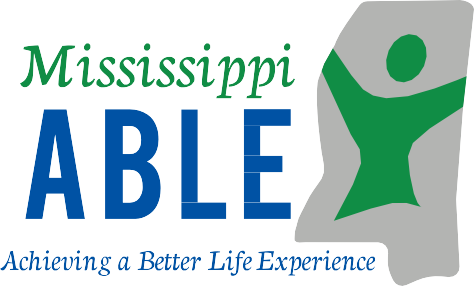 Mississippi
ABLE
Achieving a Better Life Experience